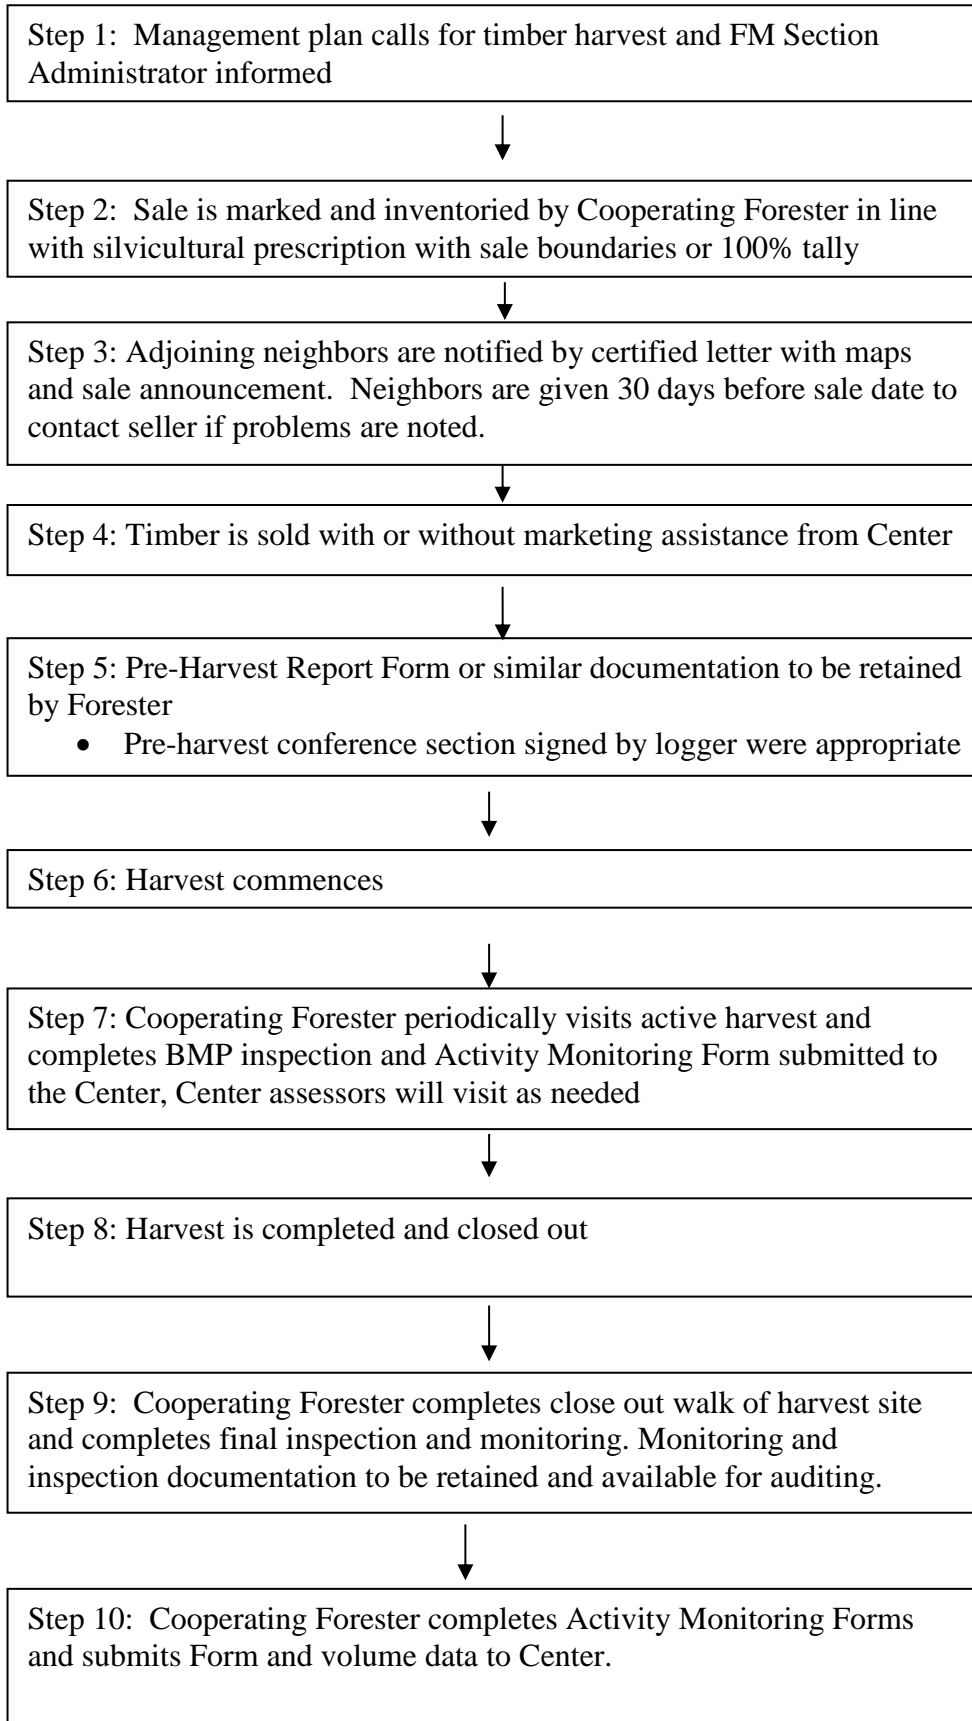 Step 1:  Management plan calls for timber harvest and FM Section
Administrator informed
Step 2:  Sale is marked and inventoried by Cooperating Forester in line
with silvicultural prescription with sale boundaries or 100% tally
Step 3: Adjoining neighbors are notified by certified letter with maps
and sale announcement.  Neighbors are given 30 days before sale date to
contact seller if problems are noted.
Step 4: Timber is sold with or without marketing assistance from Center
Step 5: Pre-Harvest Report Form or similar documentation to be retained
by Forester
• Pre-harvest conference section signed by logger were appropriate
Step 6: Harvest commences
Step 7: Cooperating Forester periodically visits active harvest and
completes BMP inspection and Activity Monitoring Form submitted to
the Center, Center assessors will visit as needed
Step 8: Harvest is completed and closed out
Step 9:  Cooperating Forester completes close out walk of harvest site
and completes final inspection and monitoring. Monitoring and
inspection documentation to be retained and available for auditing.
Step 10:  Cooperating Forester completes Activity Monitoring Forms
and submits Form and volume data to Center.